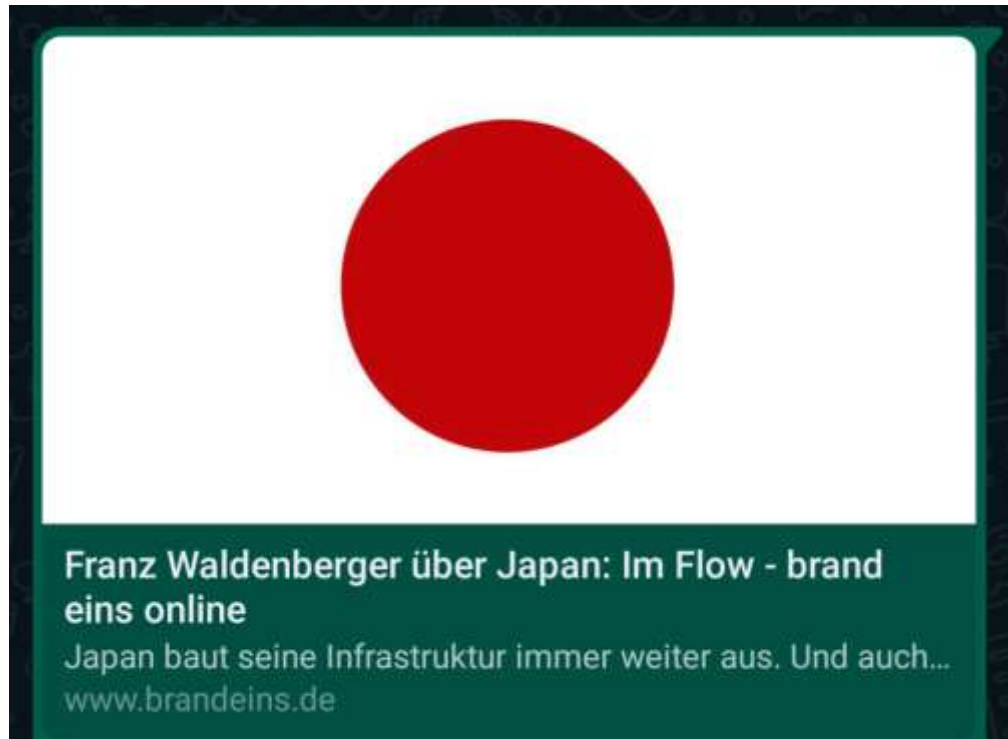 Franz Waldenberger über Japan: Im Flow - brand
eins online
Japan baut seine Infrastruktur immer weiter aus. Und auch...
www.brandeins.de